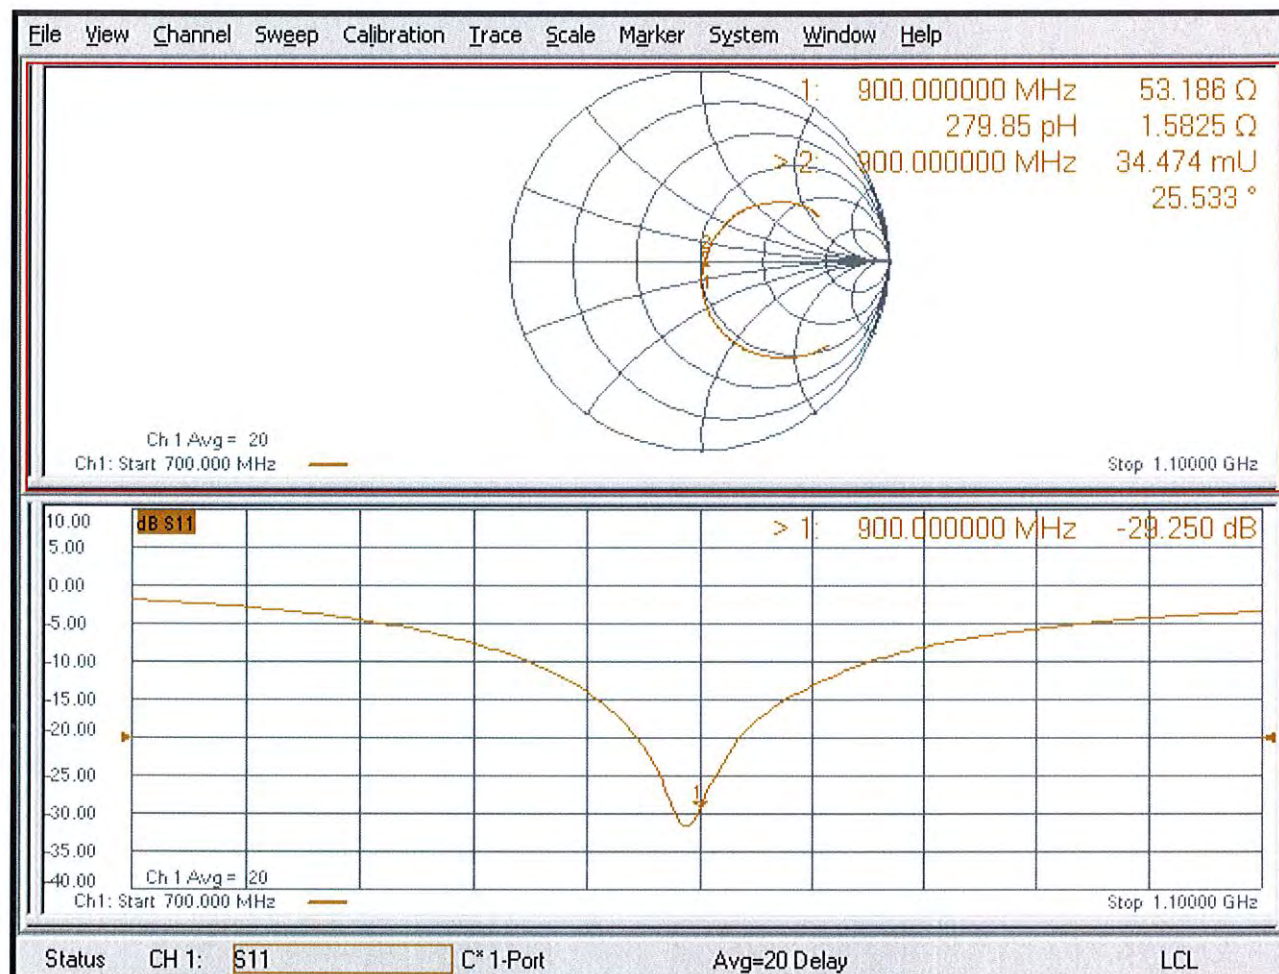 File View Channel Sweep Calibration Trace Scale Marker System Window Help
1: 900.000000 MHz 53.186 Ω
279.85 pH 1.5825 Ω
> 2: 900.000000 MHz 34.474 mU
25.533 °
Ch 1 Avg = 20
Ch1: Start 700.000 MHz
Stop 1.10000 GHz
dB S11
> 1: 900.000000 MHz -29.250 dB
10.00
5.00
0.00
-5.00
-10.00
-15.00
-20.00
-25.00
-30.00
-35.00
-40.00
1
Ch 1 Avg = 20
Ch1: Start 700.000 MHz
Stop 1.10000 GHz
Status CH 1: S11 C* 1-Port Avg=20 Delay LCL